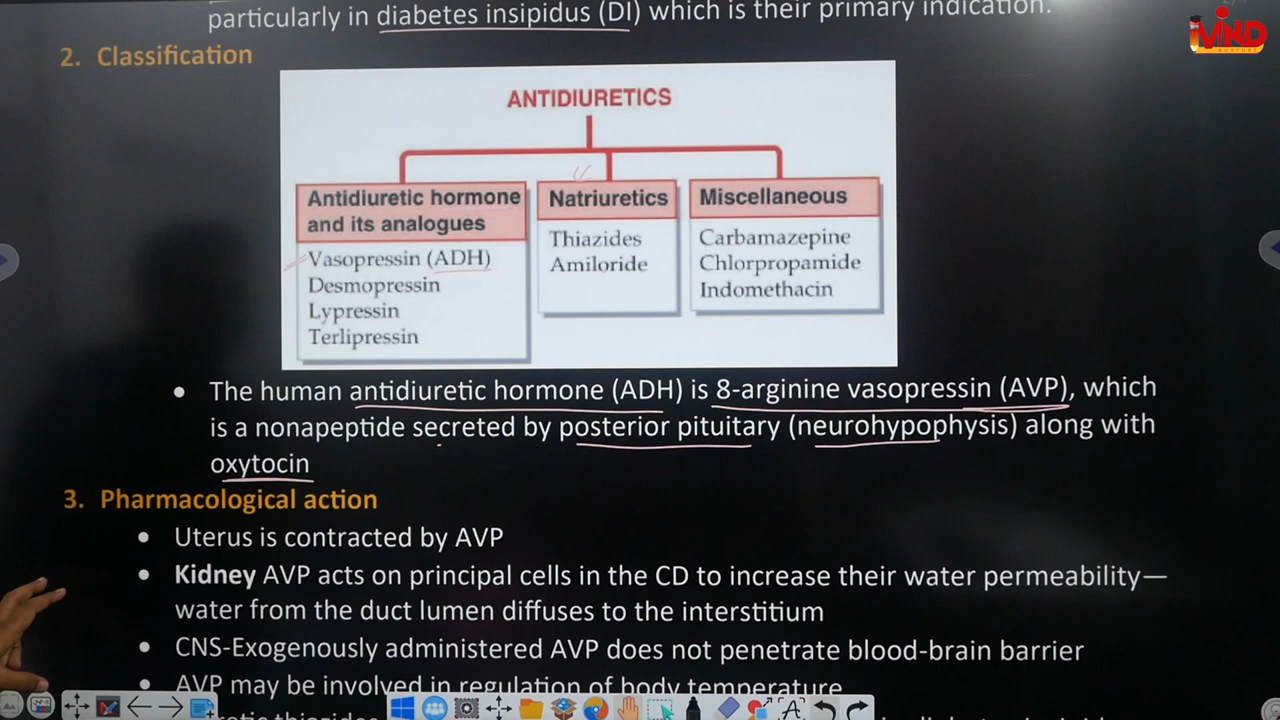 particularly in diabetes insipidus (DI) which is their primary indication.
MIND
2. Classification
ANTIDIURETICS
Antidiuretic hormone
and its analogues
Vasopressin (ADH)
Desmopressin
Lypressin
Terlipressin
Natriuretics
Thiazides
Amiloride
Miscellaneous
Carbamazepine
Chlorpropamide
Indomethacin
• The human antidiuretic hormone (ADH) is 8-arginine vasopressin (AVP), which
is a nonapeptide secreted by posterior pituitary (neurohypophysis) along with
oxytocin
3. Pharmacological action
• Uterus is contracted by AVP
• Kidney AVP acts on principal cells in the CD to increase their water permeability—
water from the duct lumen diffuses to the interstitium
• CNS-Exogenously administered AVP does not penetrate blood-brain barrier
• AVP may be involved in regulation of body temperature